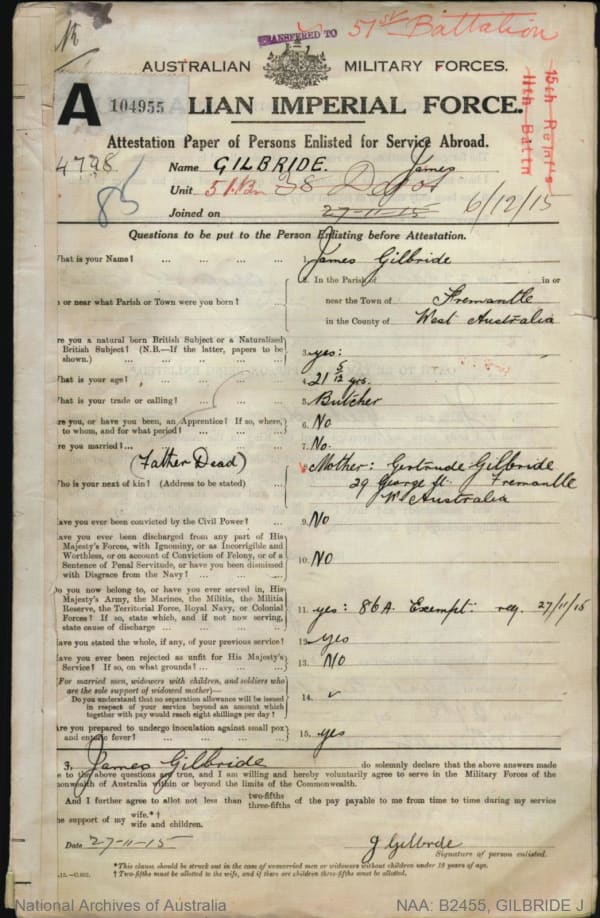 TRANSFERRED TO 51st Battalion
AUSTRALIAN MILITARY FORCES.
A 104955
LIAN IMPERIAL FORCE.
15th Reinfts
11th Battn
Attestation Paper of Persons Enlisted for Service Abroad.
4798
Name GILBRIDE. James
Unit 51 Bn 38 Depot
85
Joined on 27-11-15 6/12/15
Questions to be put to the Person Enlisting before Attestation.
hat is your Name? ... ... ... ... 1. James Gilbride
2. In the Parish of in or
n or near what Parish or Town were you born? ... near the Town of Fremantle
in the County of West Australia
re you a natural born British Subject or a Naturalized
British Subject? (N.B.—If the latter, papers to be
shown.) ... ... ... ... 3. yes:
hat is your age? ... ... ... ... 4. 21 5/12 yrs.
hat is your trade or calling? ... ... ... 5. Butcher
re you, or have you been, an Apprentice? If so, where,
to whom, and for what period? ... ... 6. No
re you married?... ... ... ... 7. No.
(Father Dead)
ho is your next of kin? (Address to be stated) ... 8. Mother: Gertrude Gilbride
29 George St. Fremantle
W. Australia
ave you ever been convicted by the Civil Power? ... 9. No
ave you ever been discharged from any part of His
Majesty's Forces, with Ignominy, or as Incorrigible and
Worthless, or on account of Conviction of Felony, or of a
Sentence of Penal Servitude, or have you been dismissed
with Disgrace from the Navy? ... ... 10. NO
o you now belong to, or have you ever served in, His
Majesty's Army, the Marines, the Militia, the Militia
Reserve, the Territorial Force, Royal Navy, or Colonial
Forces? If so, state which, and if not now serving,
state cause of discharge ... ... 11. yes: 86A. Exempt: reg. 27/11/15
ave you stated the whole, if any, of your previous service? 12. yes
ave you ever been rejected as unfit for His Majesty's
Service? If so, on what grounds? ... ... 13. NO
(For married men, widowers with children, and soldiers who
are the sole support of widowed mother)—
Do you understand that no separation allowance will be issued
in respect of your service beyond an amount which
together with pay would reach eight shillings per day? 14.
re you prepared to undergo inoculation against small pox
and enteric fever? ... ... ... ... 15. yes
3. James Gilbride do solemnly declare that the above answers made
e to the above questions are true, and I am willing and hereby voluntarily agree to serve in the Military Forces of the
onwealth of Australia within or beyond the limits of the Commonwealth.
And I further agree to allot not less than two-fifths three-fifths of the pay payable to me from time to time during my service
he support of my wife.*† wife and children.
Date 27-11-15 J Gilbride
Signature of person enlisted.
*This clause should be struck out in the case of unmarried men or widowers without children under 18 years of age.
†Two-fifths must be allotted to the wife, and if there are children three-fifths must be allotted.
National Archives of Australia NAA: B2455, GILBRIDE J